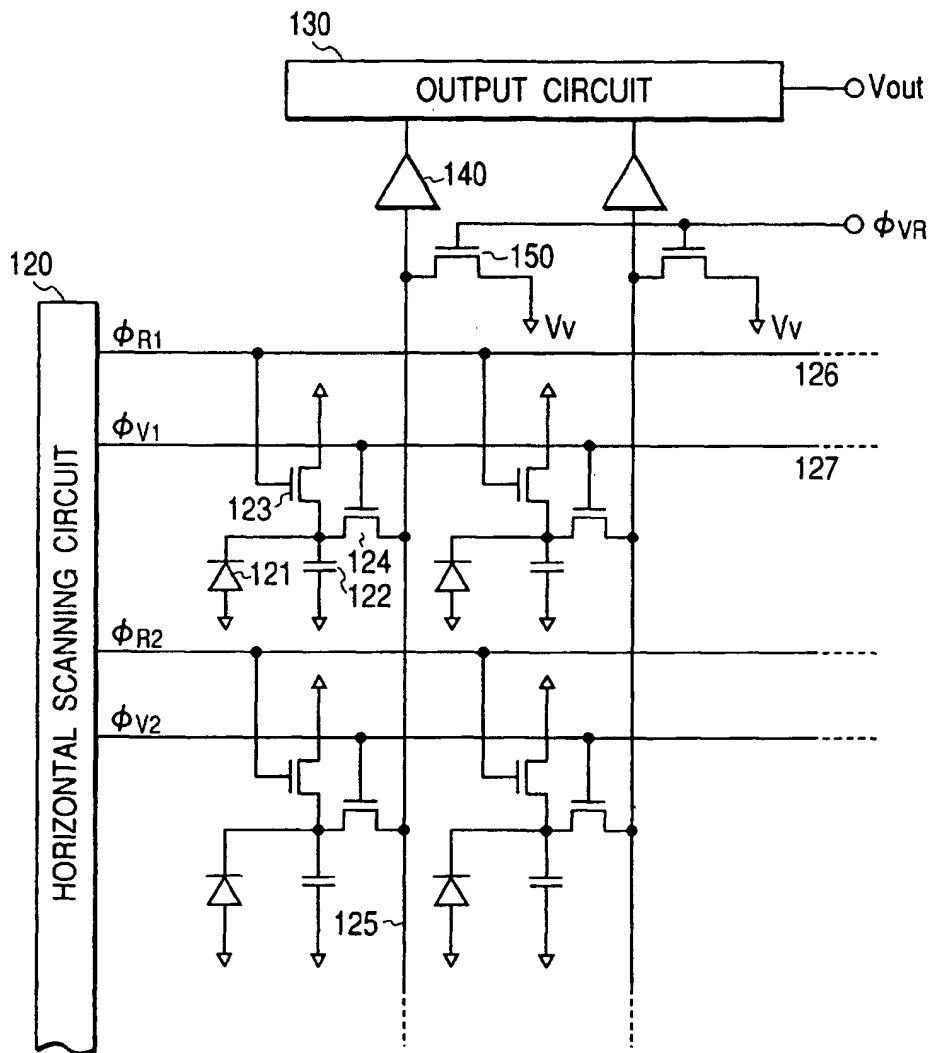 130
OUTPUT CIRCUIT
Vout
140
ϕVR
150
120
Vv
Vv
ϕR1
126
ϕV1
127
123
124
121
122
ϕR2
ϕV2
125
HORIZONTAL SCANNING CIRCUIT